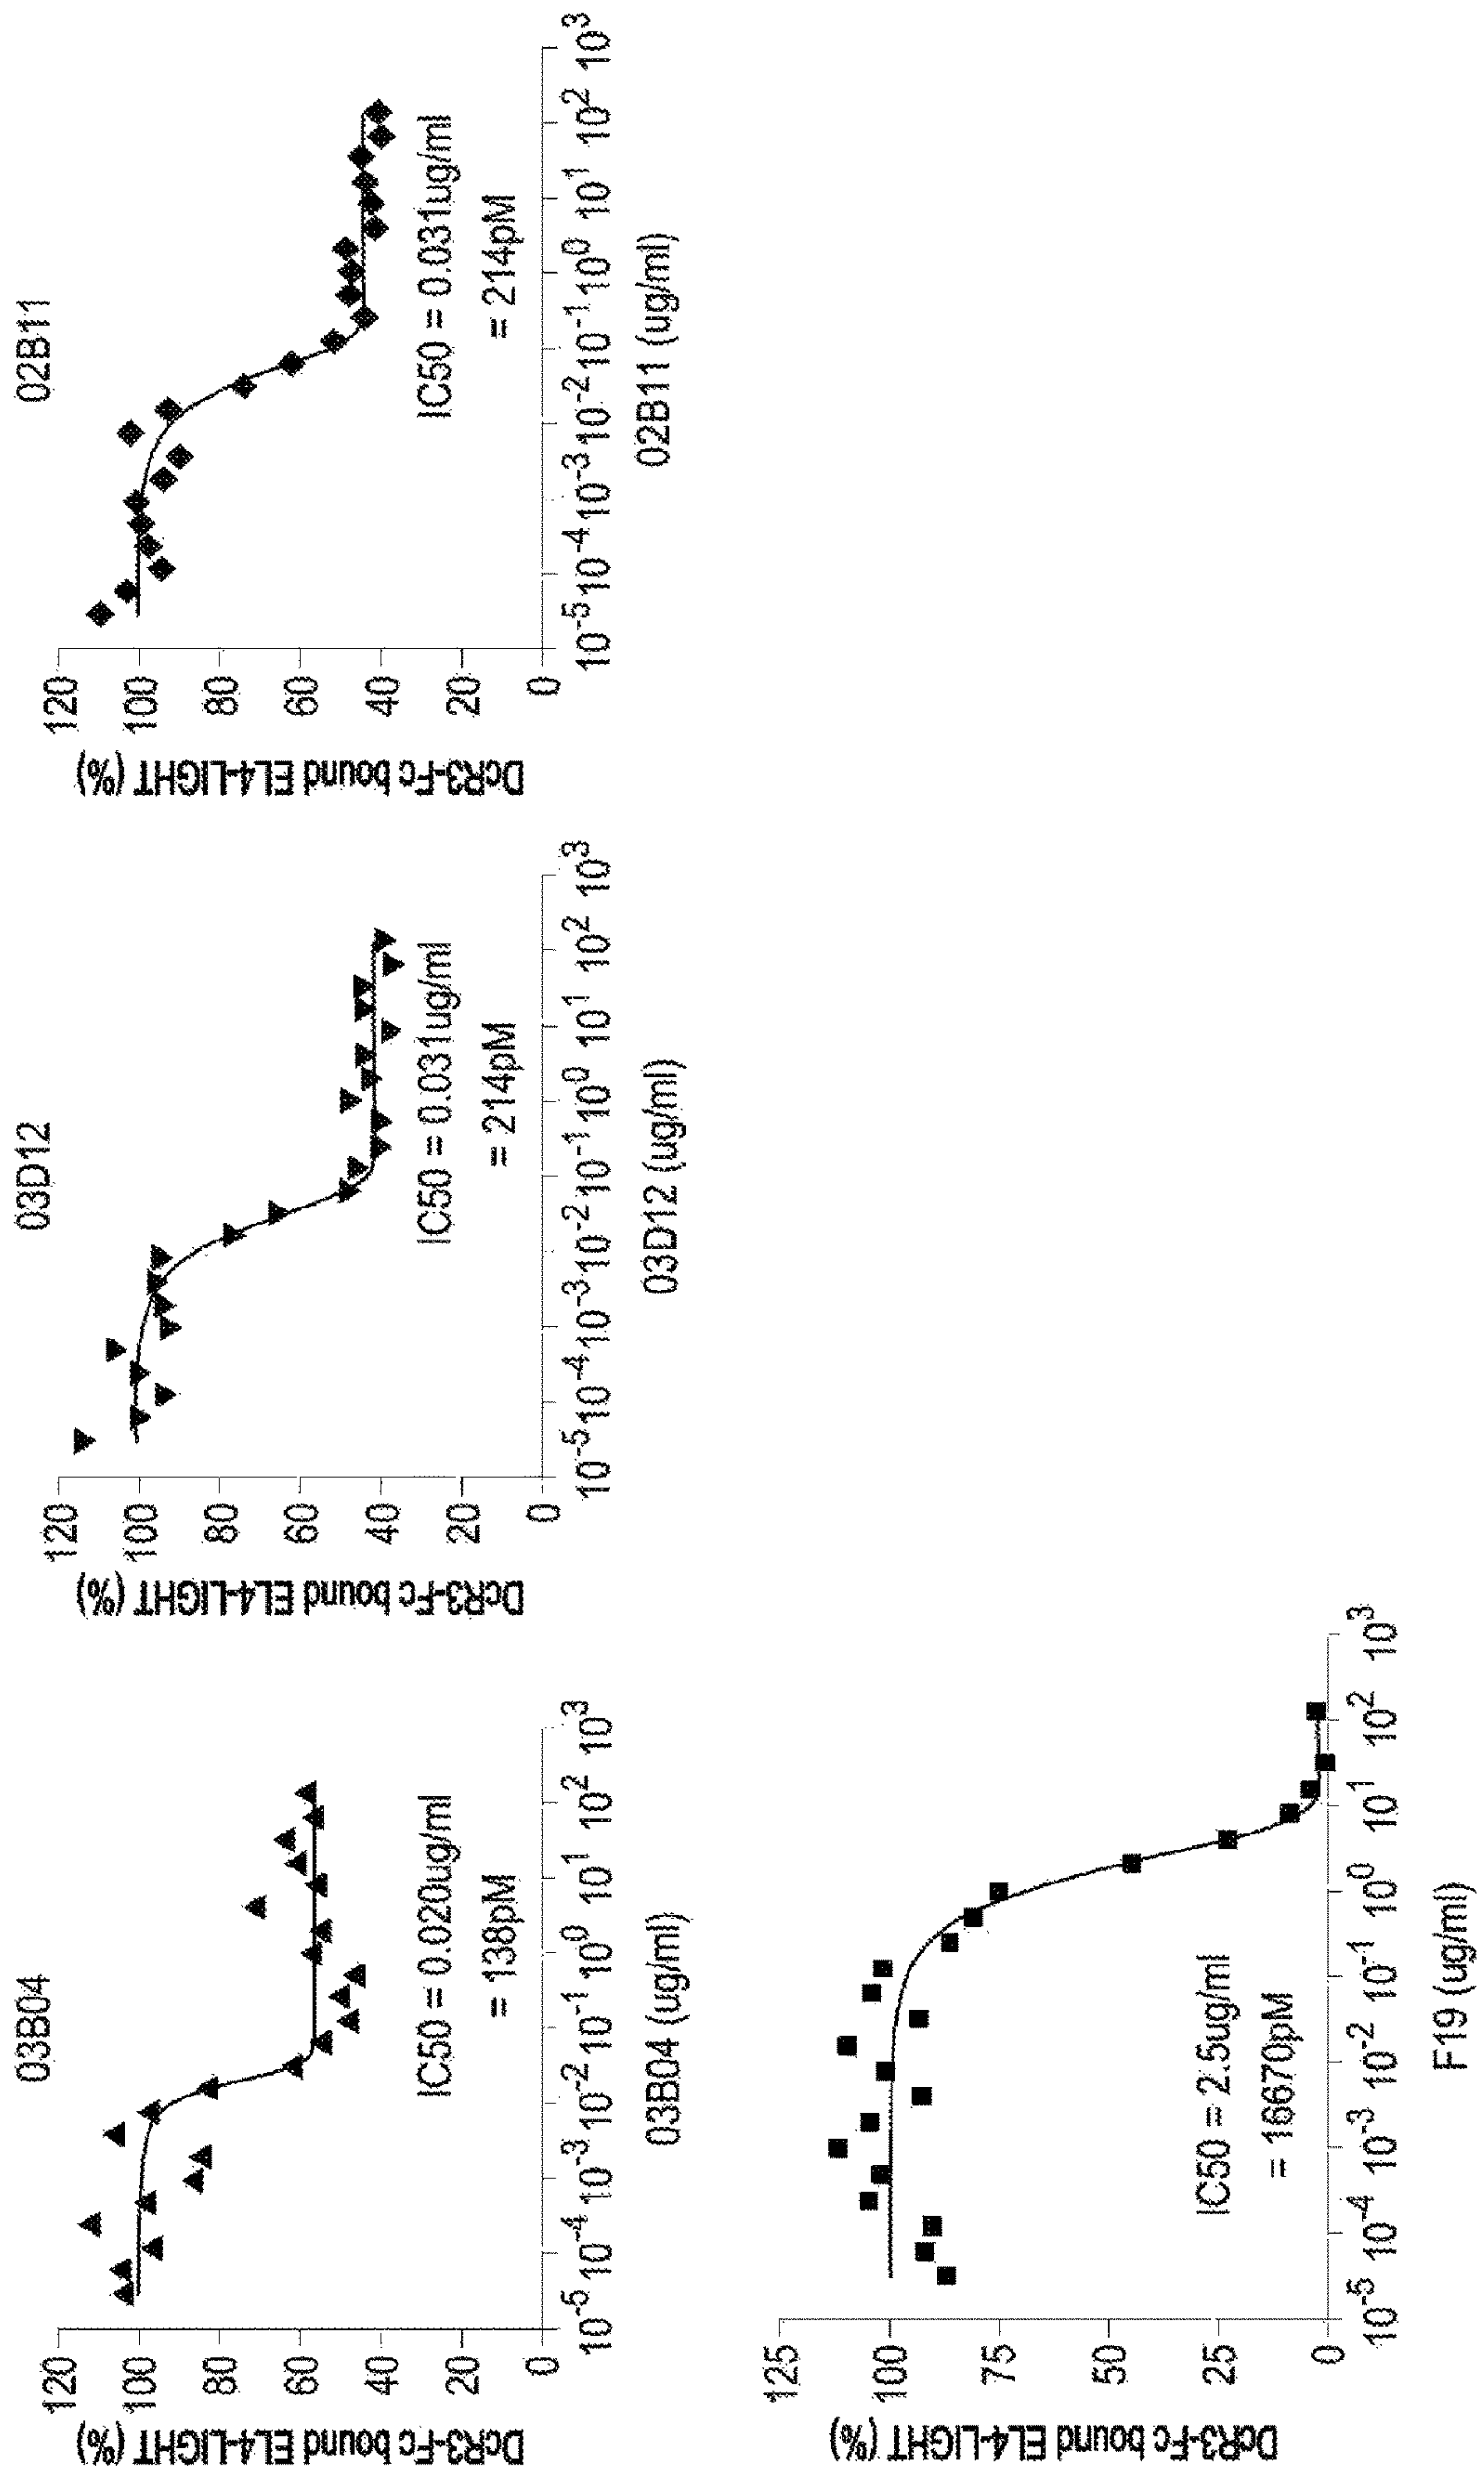 03B04
DcR3-Fc bound EL4-LIGHT (%)
120
100
80
60
40
20
0
IC50 = 0.020ug/ml
= 138pM
10-5 10-4 10-3 10-2 10-1 100 101 102 103
03B04 (ug/ml)
03D12
DcR3-Fc bound EL4-LIGHT (%)
120
100
80
60
40
20
0
IC50 = 0.031ug/ml
= 214pM
10-5 10-4 10-3 10-2 10-1 100 101 102 103
03D12 (ug/ml)
02B11
DcR3-Fc bound EL4-LIGHT (%)
120
100
80
60
40
20
0
IC50 = 0.031ug/ml
= 214pM
10-5 10-4 10-3 10-2 10-1 100 101 102 103
02B11 (ug/ml)
DcR3-Fc bound EL4-LIGHT (%)
125
100
75
50
25
0
IC50 = 2.5ug/ml
= 16670pM
10-5 10-4 10-3 10-2 10-1 100 101 102 103
F19 (ug/ml)